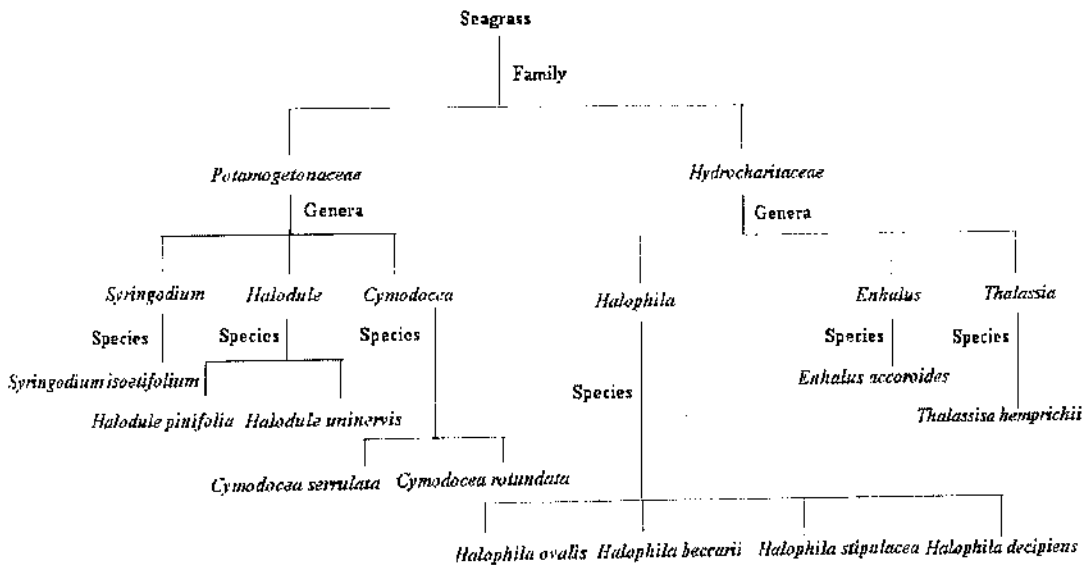 Seagrass
Family
Potamogetonaceae
Hydrocharitaceae
Genera
Genera
Syringodium
Halodule
Cymodocea
Halophila
Enhalus
Thalassia
Species
Species
Species
Species
Species
Syringodium isoetifolium
Enhalus accoroides
Species
Halodule pinifolia
Halodule uninervis
Thalassisa hemprichii
Cymodocea serrulata
Cymodocea rotundata
Halophila ovalis
Halophila beccarii
Halophila stipulacea
Halophila decipiens